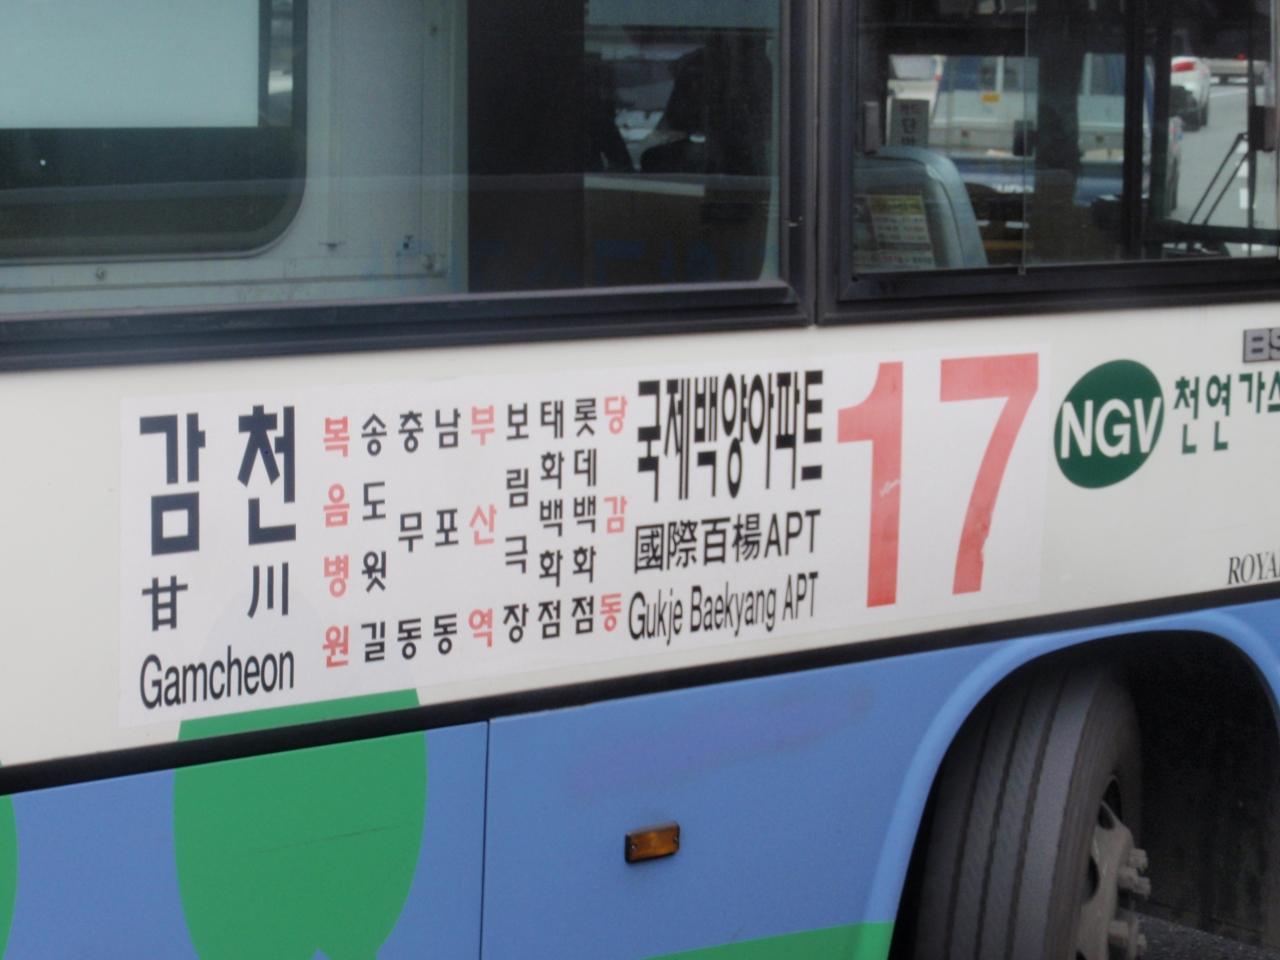 감천
甘川
Gamcheon
복음병원
송도윗길
충무동
남포동
부산역
보림극장
태화백화점
롯데백화점
당감동
국제백양아파트
國際百楊APT
Gukje Baekyang APT
17
NGV
천연가스
BS
ROYAL